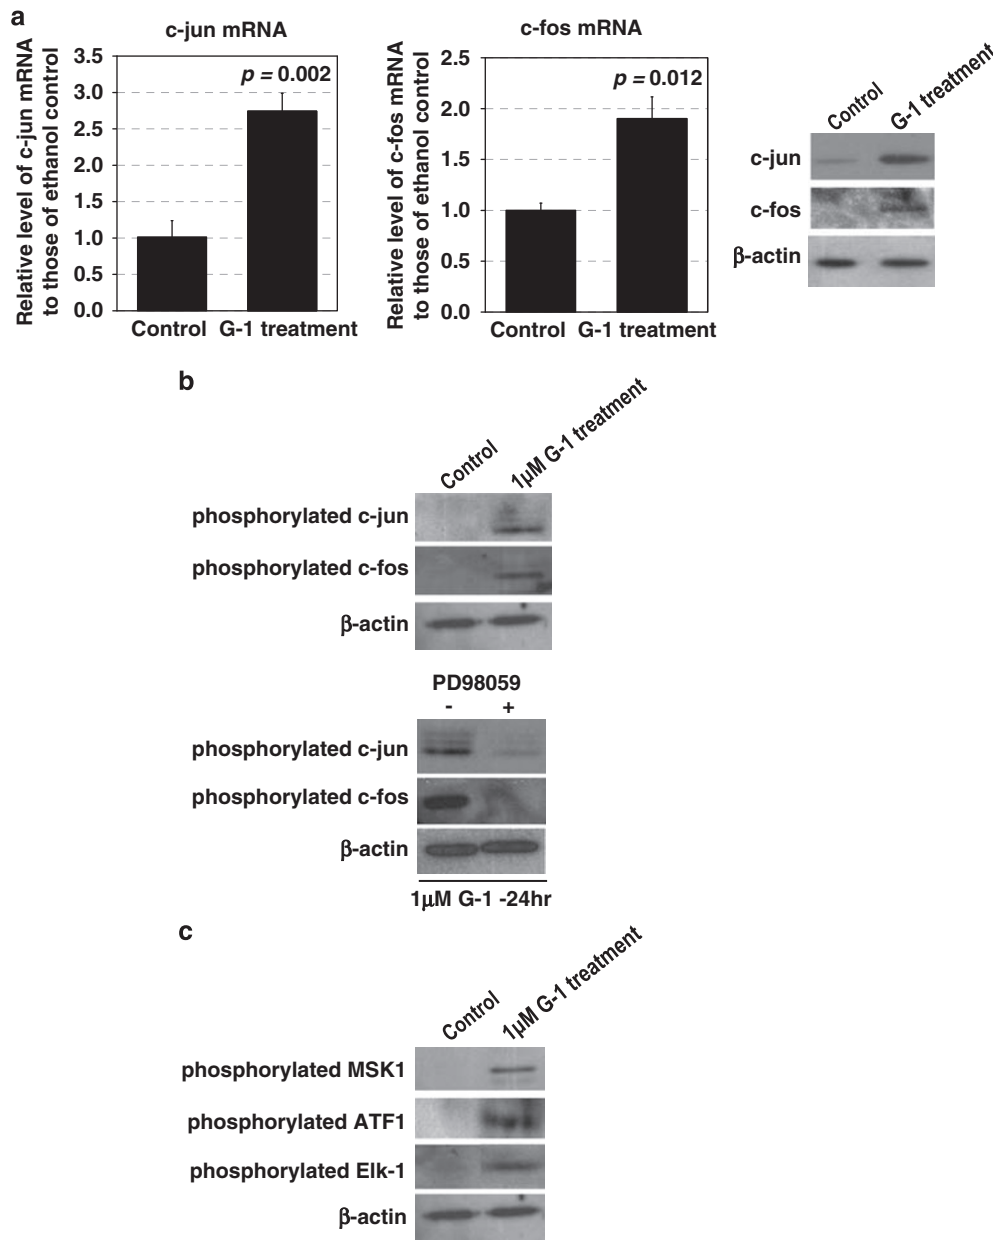 a
c-jun mRNA
Relative level of c-jun mRNA
to those of ethanol control
3.5
3.0
2.5
2.0
1.5
1.0
0.5
0.0
p = 0.002
Control G-1 treatment
c-fos mRNA
Relative level of c-fos mRNA
to those of ethanol control
2.5
2.0
1.5
1.0
0.5
0.0
p = 0.012
Control G-1 treatment
Control
G-1 treatment
c-jun
c-fos
β-actin
b
Control
1μM G-1 treatment
phosphorylated c-jun
phosphorylated c-fos
β-actin
PD98059
- +
phosphorylated c-jun
phosphorylated c-fos
β-actin
1μM G-1 -24hr
c
Control
1μM G-1 treatment
phosphorylated MSK1
phosphorylated ATF1
phosphorylated Elk-1
β-actin